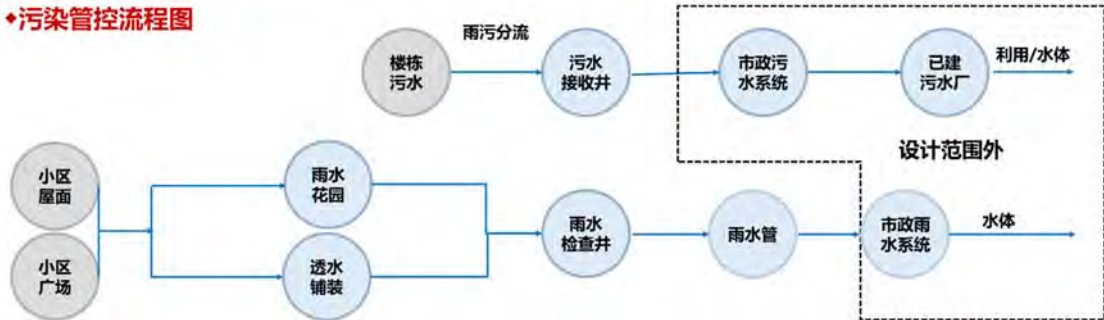 ◆污染管控流程图
雨污分流
楼栋
污水
污水
接收井
市政污
水系统
已建
污水厂
利用/水体
设计范围外
小区
屋面
雨水
花园
小区
广场
透水
铺装
雨水
检查井
雨水管
市政雨
水系统
水体